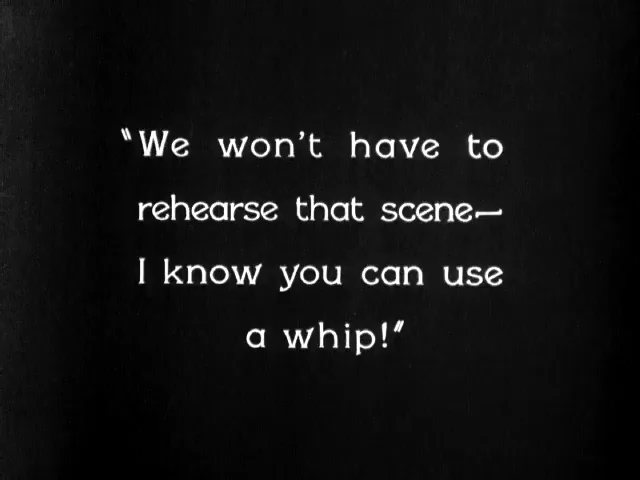 "We won't have to
rehearse that scene—
I know you can use
a whip!"